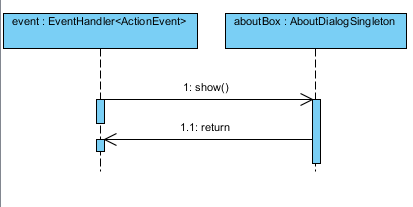 event : EventHandler<ActionEvent>
aboutBox : AboutDialogSingleton
1: show()
1.1: return